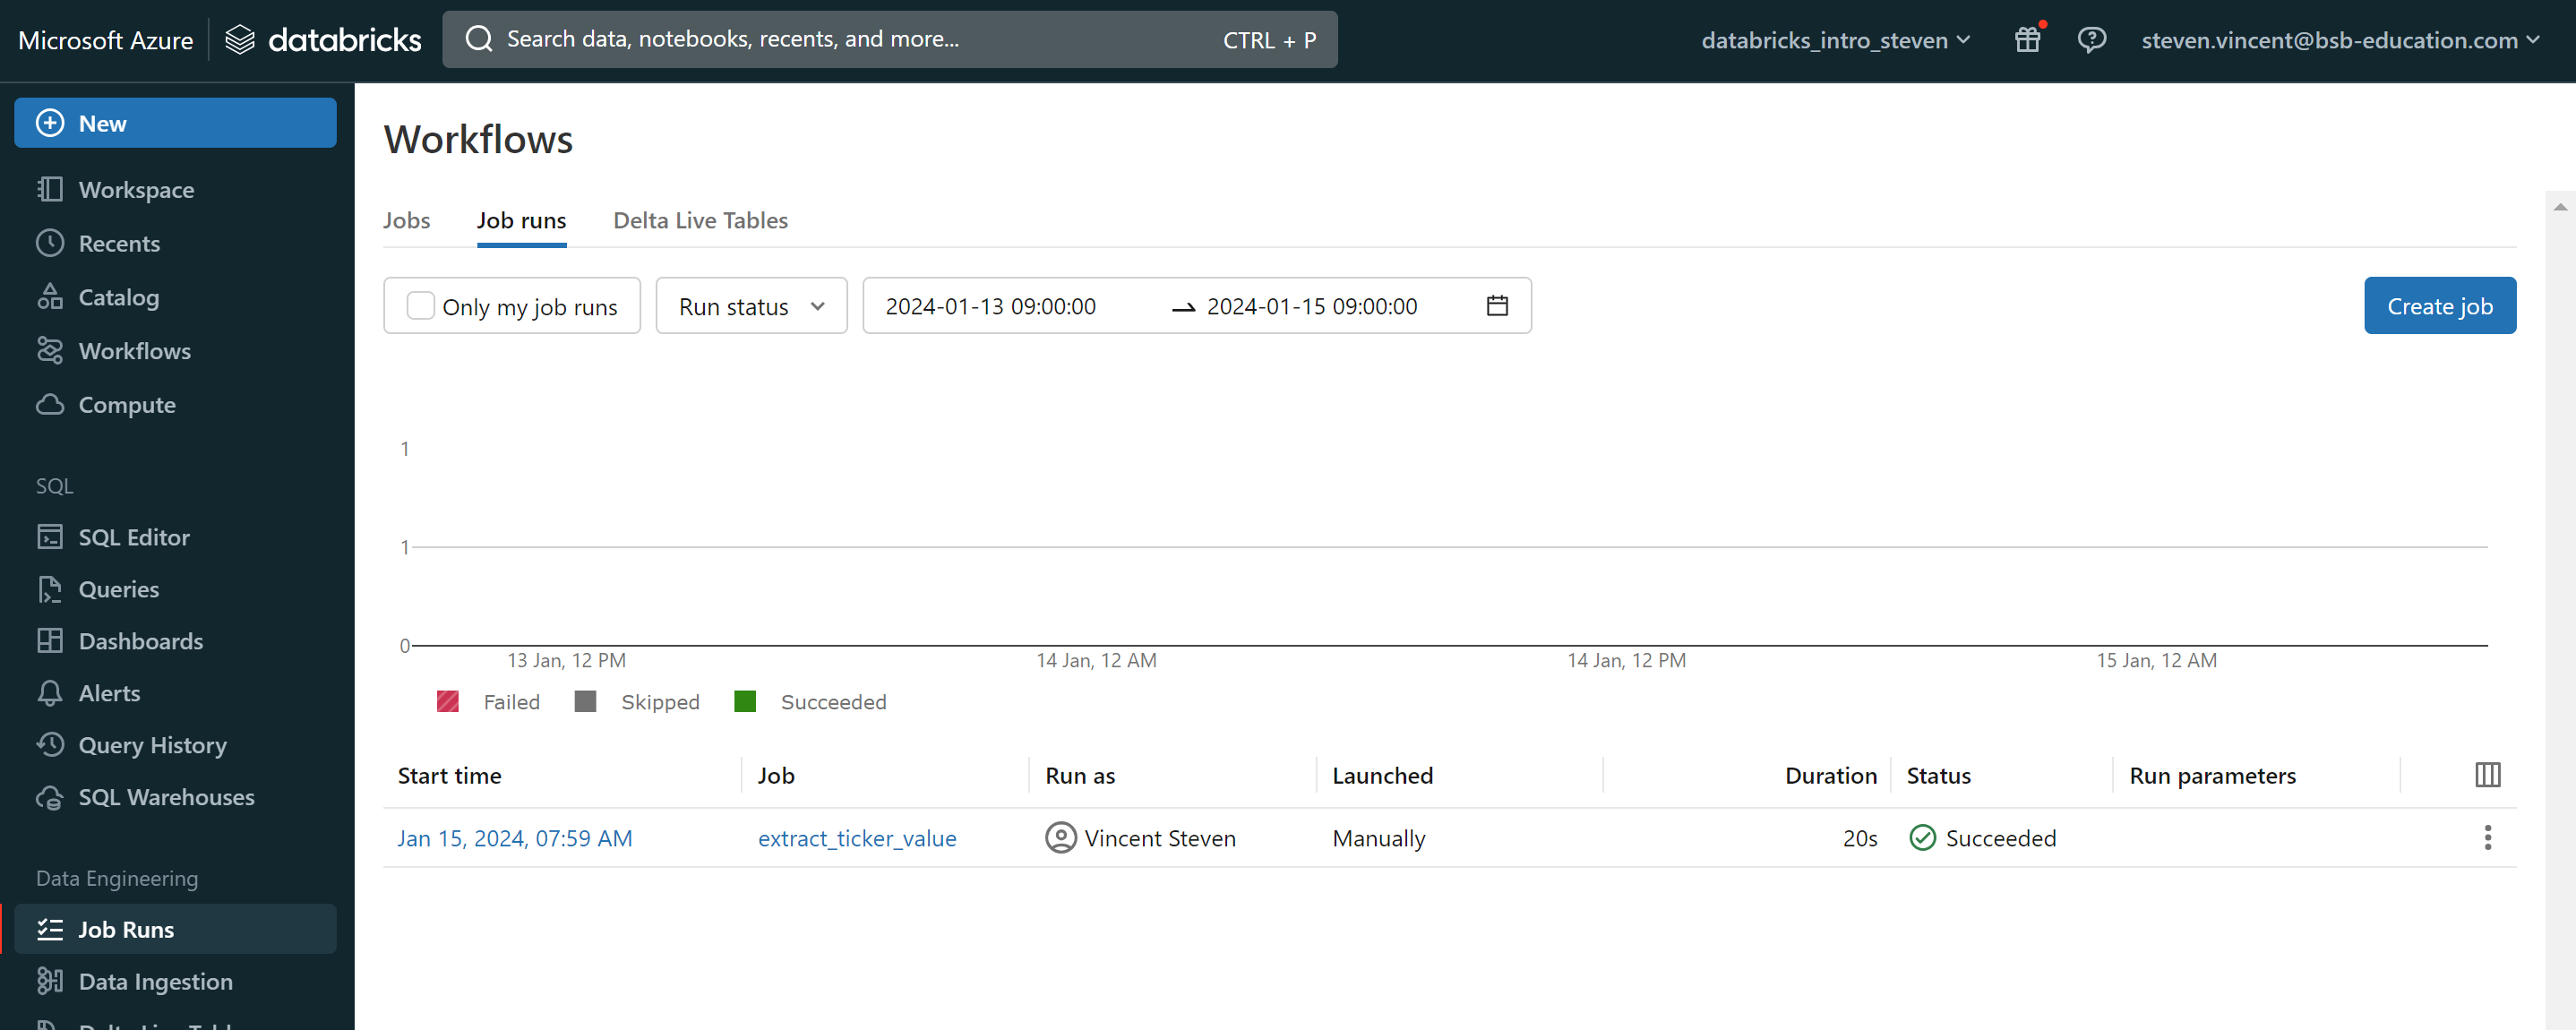 Microsoft Azure databricks Search data, notebooks, recents, and more... CTRL + P databricks_intro_steven steven.vincent@bsb-education.com
New
Workspace
Recents
Catalog
Workflows
Compute
SQL
SQL Editor
Queries
Dashboards
Alerts
Query History
SQL Warehouses
Data Engineering
Job Runs
Data Ingestion
Workflows
Jobs Job runs Delta Live Tables
Only my job runs Run status 2024-01-13 09:00:00 2024-01-15 09:00:00 Create job
1
1
0
13 Jan, 12 PM 14 Jan, 12 AM 14 Jan, 12 PM 15 Jan, 12 AM
Failed Skipped Succeeded
Start time Job Run as Launched Duration Status Run parameters
Jan 15, 2024, 07:59 AM extract_ticker_value Vincent Steven Manually 20s Succeeded